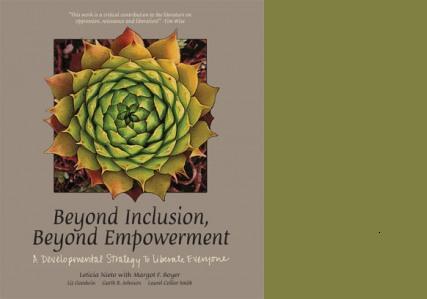 "This work is a critical contribution to the literature on
oppression, resistance and liberation!" -Tim Wise
Beyond Inclusion,
Beyond Empowerment
A Developmental Strategy To Liberate Everyone
Leticia Nieto with Margot F. Boyer
Liz Goodwin Garth R. Johnson Laurel Collier Smith